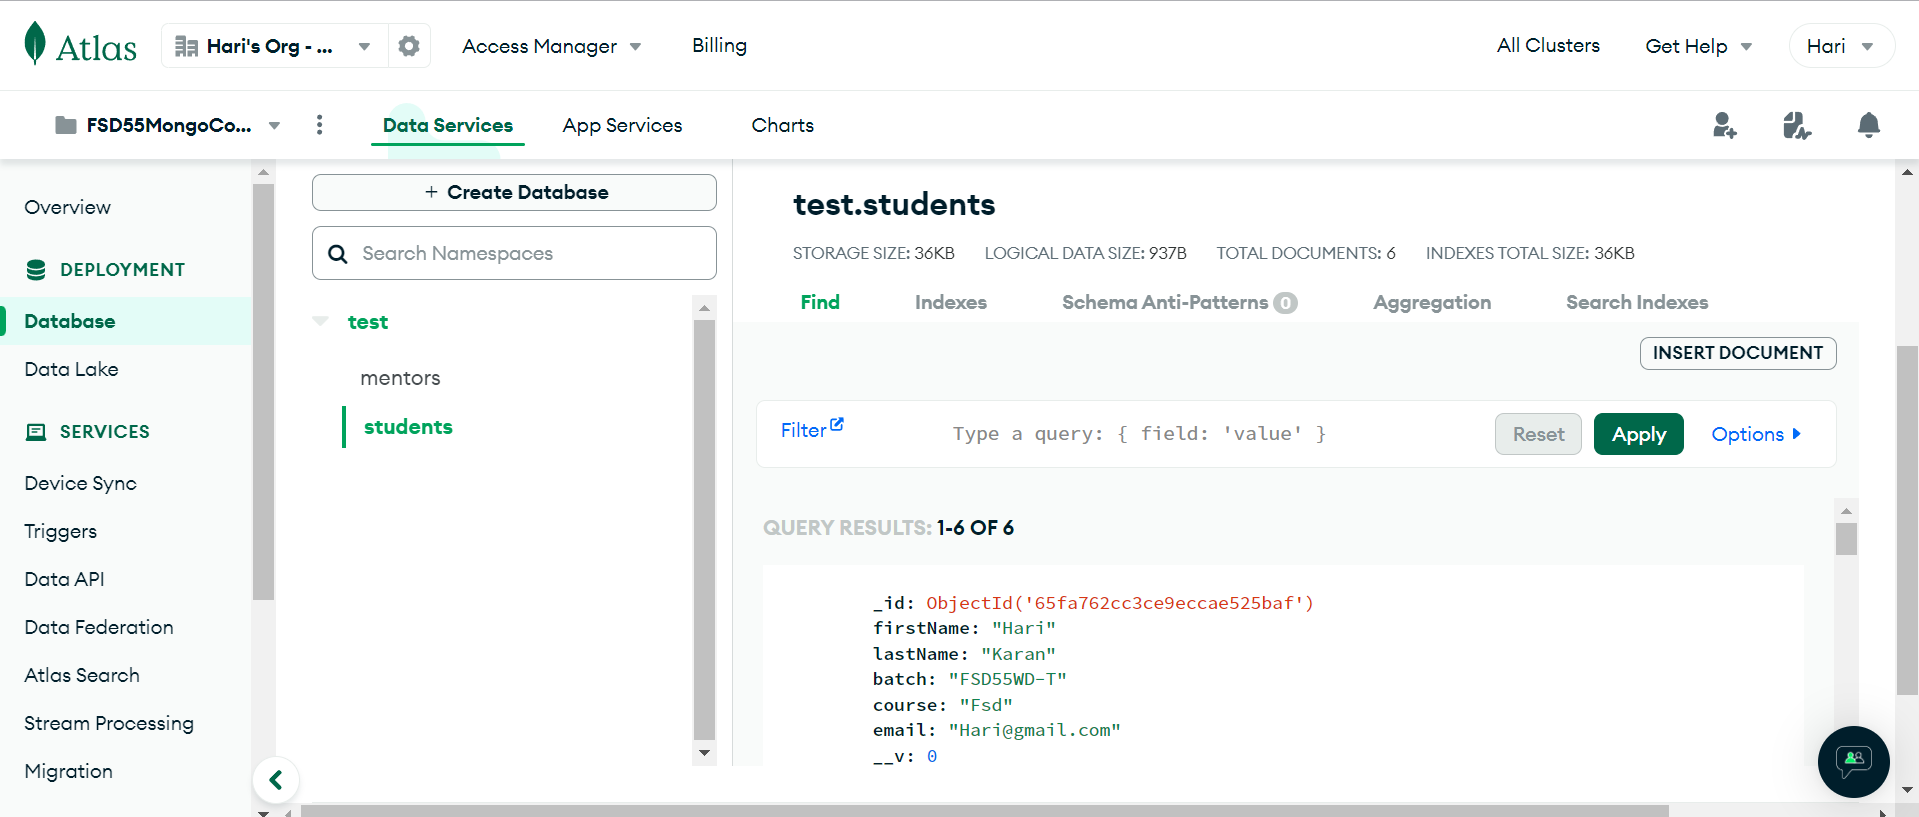 Atlas
Hari's Org - ...
Access Manager
Billing
All Clusters
Get Help
Hari
FSD55MongoCo...
Data Services
App Services
Charts
Overview
DEPLOYMENT
Database
Data Lake
SERVICES
Device Sync
Triggers
Data API
Data Federation
Atlas Search
Stream Processing
Migration
+ Create Database
Search Namespaces
test
mentors
students
test.students
STORAGE SIZE: 36KB LOGICAL DATA SIZE: 937B TOTAL DOCUMENTS: 6 INDEXES TOTAL SIZE: 36KB
Find Indexes Schema Anti-Patterns 0 Aggregation Search Indexes
INSERT DOCUMENT
Filter Type a query: { field: 'value' } Reset Apply Options
QUERY RESULTS: 1-6 OF 6
_id: ObjectId('65fa762cc3ce9eccae525baf')
firstName: "Hari"
lastName: "Karan"
batch: "FSD55WD-T"
course: "Fsd"
email: "Hari@gmail.com"
__v: 0